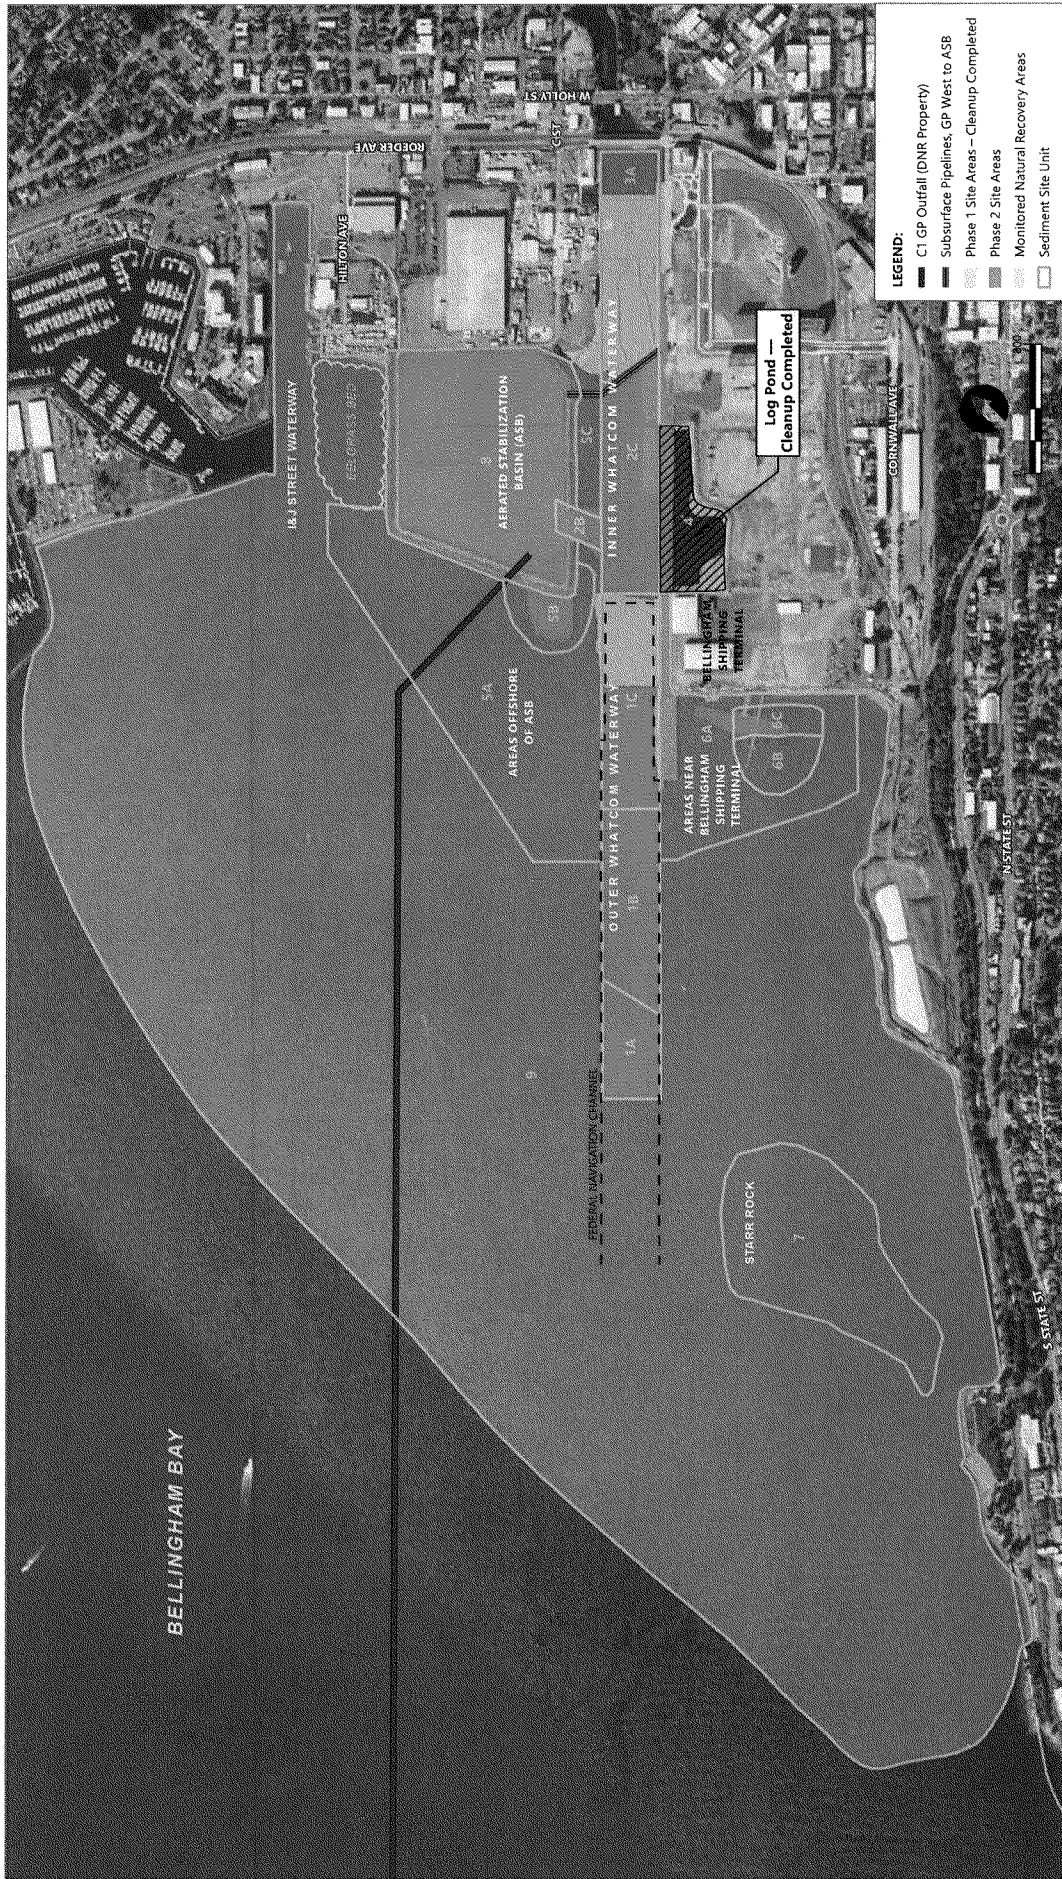 BELLINGHAM BAY
I&J STREET WATERWAY
HILTON AVE
ROEDER AVE
C ST
W HOLLY ST
8
AERATED STABILIZATION
BASIN (ASB)
5C
2B
5B
5A
AREAS OFFSHORE
OF ASB
INNER WHATCOM WATERWAY
2C
3A
OUTER WHATCOM WATERWAY
1C
1B
1A
9
FEDERAL NAVIGATION CHANNEL
4
Log Pond —
Cleanup Completed
BELLINGHAM
SHIPPING
TERMINAL
6A
6C
6B
AREAS NEAR
BELLINGHAM
SHIPPING
TERMINAL
STARR ROCK
7
CORNWALL AVE
N STATE ST
S STATE ST
LEGEND:
C1 GP Outfall (DNR Property)
Subsurface Pipelines, GP West to ASB
Phase 1 Site Areas – Cleanup Completed
Phase 2 Site Areas
Monitored Natural Recovery Areas
Sediment Site Unit